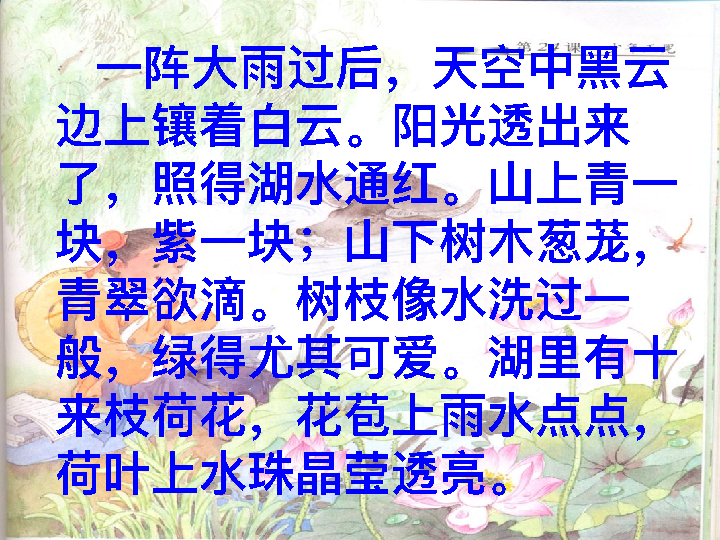 第27课
一阵大雨过后，天空中黑云
边上镶着白云。阳光透出来
了，照得湖水通红。山上青一
块，紫一块；山下树木葱茏，
青翠欲滴。树枝像水洗过一
般，绿得尤其可爱。湖里有十
来枝荷花，花苞上雨水点点，
荷叶上水珠晶莹透亮。